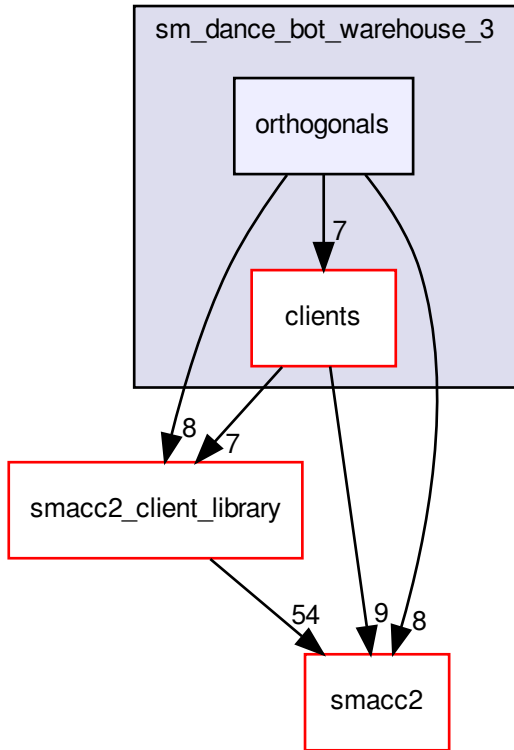 sm_dance_bot_warehouse_3
orthogonals
7
clients
8
7
smacc2_client_library
54
9
8
smacc2